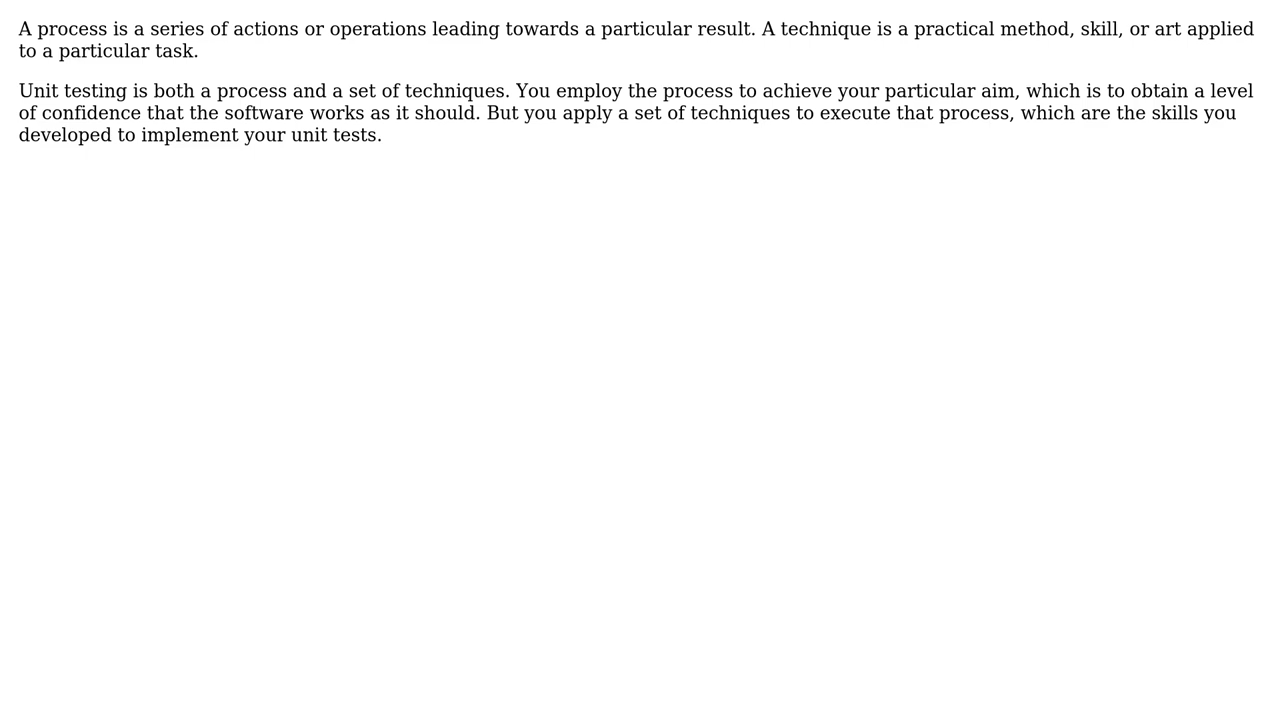 A process is a series of actions or operations leading towards a particular result. A technique is a practical method, skill, or art applied
to a particular task.
Unit testing is both a process and a set of techniques. You employ the process to achieve your particular aim, which is to obtain a level
of confidence that the software works as it should. But you apply a set of techniques to execute that process, which are the skills you
developed to implement your unit tests.